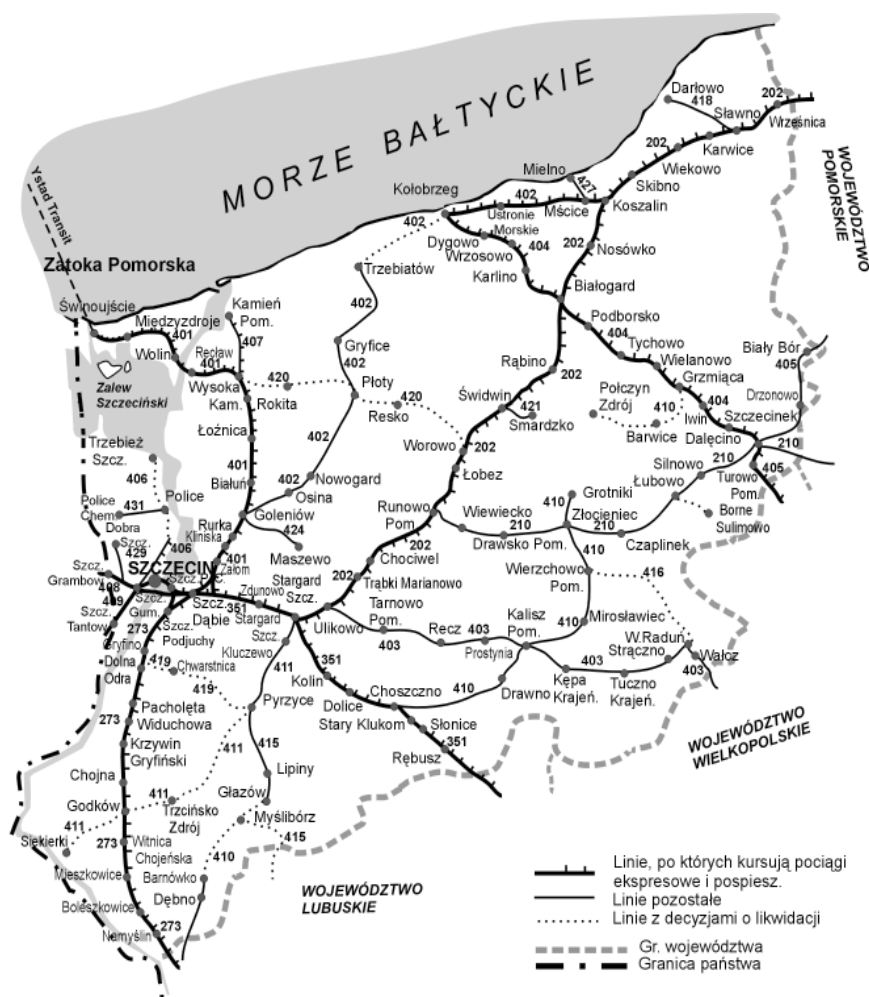 MORZE BAŁTYCKIE
Ystad Transit
Zatoka Pomorska
Darłowo
418
Sławno
202
Wrześnica
Karwice
202
Wiekowo
Skibno
WOJEWÓDZTWO
POMORSKIE
Mielno
427
Kołobrzeg
402
Ustronie
Morskie
Mścice
Koszalin
402
Dygowo
Wrzosowo
404
Karlino
202
Nosówko
Trzebiatów
402
Białogard
Świnoujście
Międzyzdroje
401
Wolin
Recław
401
Kamień
Pom.
407
Gryfice
402
Podborsko
404
Tychowo
Wielanowo
Grzmiąca
Biały Bór
405
Rąbino
202
Zalew
Szczeciński
Wysoka
Kam.
420
Rokita
Płoty
420
Resko
Świdwin
421
Smardzko
Połczyn
Zdrój
410
Barwice
404
Iwin
Dalęcino
Drzonowo
Szczecinek
210
Łoźnica
402
Worowo
202
Łobez
Trzebież
Szcz.
406
401
Białuń
402
Nowogard
Osina
Silnowo
210
Łubowo
Turowo
Pom.
405
Borne
Sulimowo
Police
Chem.
431
Police
Goleniów
424
Maszewo
Runowo
Pom.
Wiewiecko
210
Drawsko Pom.
410
Grotniki
Złocieniec
210
Czaplinek
Dobra
Szcz.
429
406
Rurka
Kliniska
401
Załom
Chociwel
202
410
Wierzchowo
Pom.
416
SZCZECIN
Szcz.
Grambow
408
409
Szcz.
Gum.
Szcz.
Dąbie
Zdunowo
351
Stargard
Szcz.
Stargard
Szcz.
Kluczewo
202
Trąbki Marianowo
Ulikowo
Tarnowo
Pom.
403
Recz
403
Prostynia
Kalisz
Pom.
410
Mirosławiec
W.Raduń
Strączno
Wałcz
403
Szcz.
Tantow
273
Szcz.
Podjuchy
Gryfino
Dolna
Odra
419
Chwarstnica
419
411
Pyrzyce
351
Kolin
Dolice
Choszczno
410
Drawno
403
Kępa
Krajeń.
Tuczno
Krajeń.
Stary Klukom
Słonice
351
Rębusz
Pacholęta
273
Widuchowa
Krzywin
Gryfiński
411
415
Lipiny
WOJEWÓDZTWO
WIELKOPOLSKIE
Chojna
Godków
411
Trzcińsko
Zdrój
Głazów
Myślibórz
415
411
Siekierki
273
Witnica
Chojeńska
410
Mieszkowice
Barnówko
Dębno
Boleszkowice
Namyślin
273
WOJEWÓDZTWO
LUBUSKIE
Linie, po których kursują pociągi
ekspresowe i pospiesz.
Linie pozostałe
Linie z decyzjami o likwidacji
Gr. województwa
Granica państwa